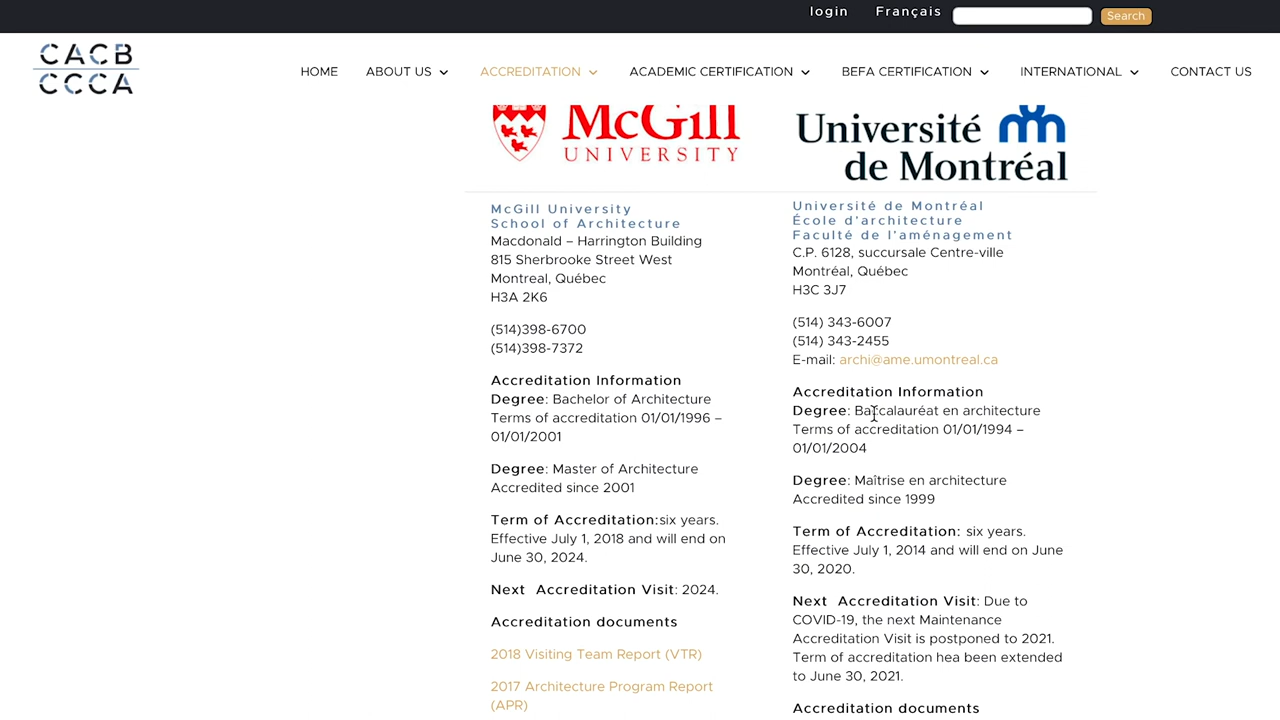 login Français Search
CACB
CCCA
HOME ABOUT US ACCREDITATION ACADEMIC CERTIFICATION BEFA CERTIFICATION INTERNATIONAL CONTACT US
McGill
UNIVERSITY
McGill University
School of Architecture
Macdonald – Harrington Building
815 Sherbrooke Street West
Montreal, Québec
H3A 2K6
(514)398-6700
(514)398-7372
Accreditation Information
Degree: Bachelor of Architecture
Terms of accreditation 01/01/1996 –
01/01/2001
Degree: Master of Architecture
Accredited since 2001
Term of Accreditation:six years.
Effective July 1, 2018 and will end on
June 30, 2024.
Next Accreditation Visit: 2024.
Accreditation documents
2018 Visiting Team Report (VTR)
2017 Architecture Program Report
(APR)
Université
de Montréal
Université de Montréal
École d'architecture
Faculté de l'aménagement
C.P. 6128, succursale Centre-ville
Montréal, Québec
H3C 3J7
(514) 343-6007
(514) 343-2455
E-mail: archi@ame.umontreal.ca
Accreditation Information
Degree: Baccalauréat en architecture
Terms of accreditation 01/01/1994 –
01/01/2004
Degree: Maîtrise en architecture
Accredited since 1999
Term of Accreditation: six years.
Effective July 1, 2014 and will end on June
30, 2020.
Next Accreditation Visit: Due to
COVID-19, the next Maintenance
Accreditation Visit is postponed to 2021.
Term of accreditation hea been extended
to June 30, 2021.
Accreditation documents